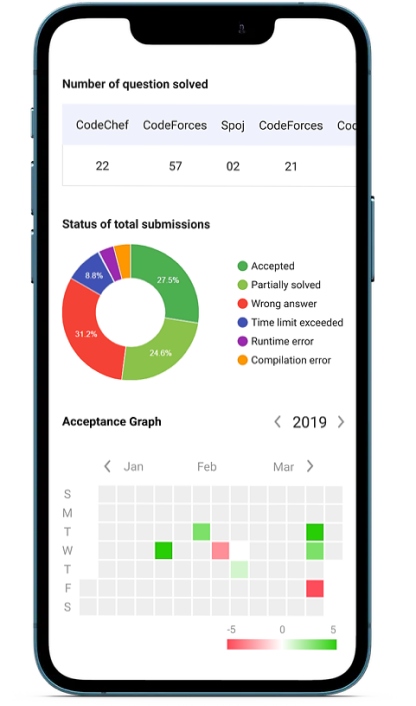 Number of question solved
CodeChef CodeForces Spoj CodeForces Coc
22 57 02 21
Status of total submissions
27.5%
24.6%
31.2%
8.8%
Accepted
Partially solved
Wrong answer
Time limit exceeded
Runtime error
Compilation error
Acceptance Graph
2019
Jan Feb Mar
S
M
T
W
T
F
S
-5 0 5